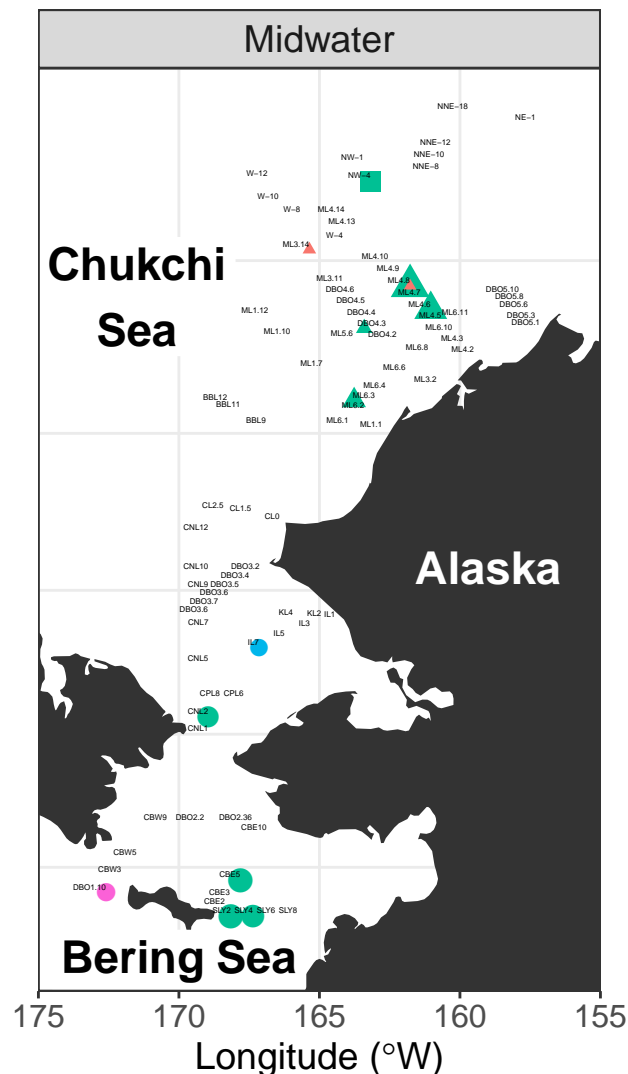 Midwater
NNE−18
NE−1
NNE−12
NNE−10
NW−1
NNE−8
W−12
NW−4
W−10
W−8
ML4.14
ML4.13
W−4
ML3.14
ML4.10
Chukchi
Sea
ML4.9
ML3.11
ML4.8
DBO4.6
ML4.7
DBO5.10
DBO5.8
DBO4.5
ML4.6
DBO5.6
ML1.12
DBO4.4
ML4.5
ML6.11
DBO5.3
DBO4.3
DBO5.1
ML1.10
ML5.6
DBO4.2
ML6.10
ML4.3
ML6.8
ML4.2
ML1.7
ML6.6
ML3.2
ML6.4
BBL12
ML6.3
BBL11
ML6.2
BBL9
ML6.1
ML1.1
CL2.5
CL1.5
CL0
CNL12
CNL10
DBO3.2
DBO3.4
Alaska
CNL9
DBO3.5
DBO3.6
DBO3.7
DBO3.6
KL4
KL2
IL1
CNL7
IL3
IL5
IL7
CNL5
CPL8
CPL6
CNL2
CNL1
CBW9
DBO2.2
DBO2.36
CBE10
CBW5
CBW3
CBE5
DBO1.10
CBE3
CBE2
SLY2
SLY4
SLY6
SLY8
Bering Sea
175
170
165
160
155
Longitude (°W)